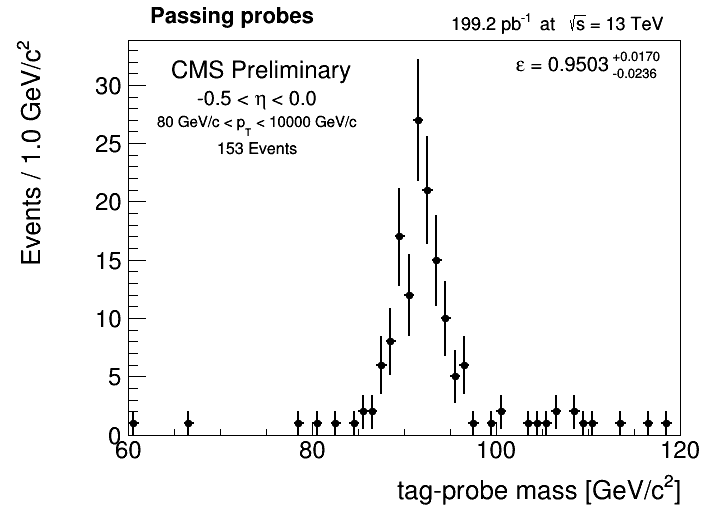 Passing probes
199.2 pb⁻¹ at √s = 13 TeV
CMS Preliminary
ε = 0.9503 +0.0170 -0.0236
-0.5 < η < 0.0
80 GeV/c < p_T < 10000 GeV/c
153 Events
Events / 1.0 GeV/c²
30
25
20
15
10
5
0
60 80 100 120
tag-probe mass [GeV/c²]